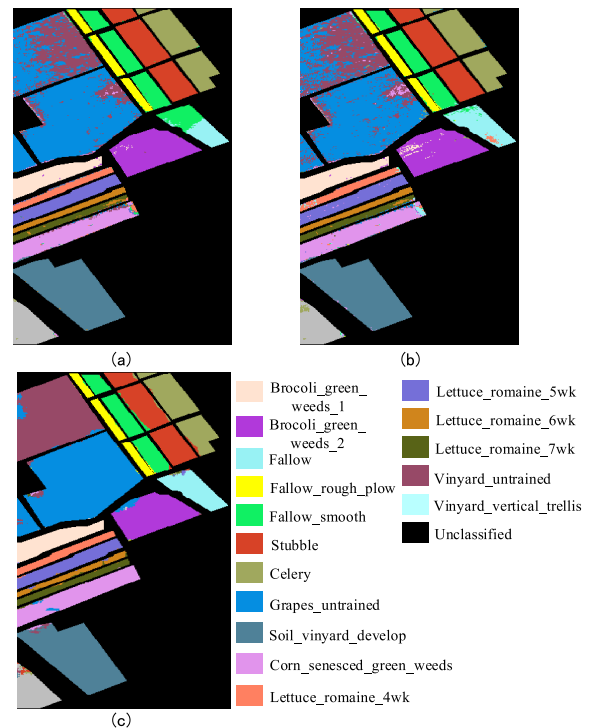 (a)
(b)
Brocoli_green_
weeds_1
Brocoli_green_
weeds_2
Fallow
Fallow_rough_plow
Fallow_smooth
Stubble
Celery
Grapes_untrained
Soil_vinyard_develop
Corn_senesced_green_weeds
Lettuce_romaine_4wk
Lettuce_romaine_5wk
Lettuce_romaine_6wk
Lettuce_romaine_7wk
Vinyard_untrained
Vinyard_vertical_trellis
Unclassified
(c)